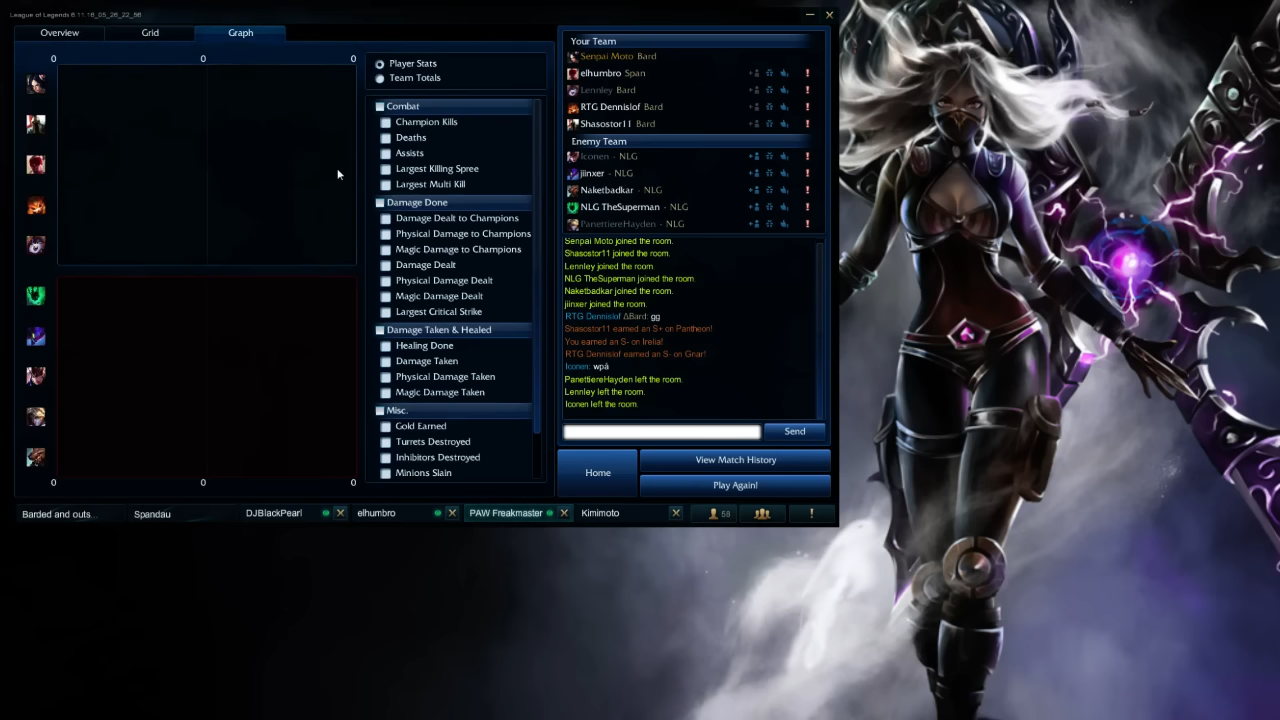 League of Legends 6.11.16_05_26_22_56
Overview Grid Graph
0 0 0
Player Stats
Team Totals
Combat
Champion Kills
Deaths
Assists
Largest Killing Spree
Largest Multi Kill
Damage Done
Damage Dealt to Champions
Physical Damage to Champions
Magic Damage to Champions
Damage Dealt
Physical Damage Dealt
Magic Damage Dealt
Largest Critical Strike
Damage Taken & Healed
Healing Done
Damage Taken
Physical Damage Taken
Magic Damage Taken
Misc.
Gold Earned
Turrets Destroyed
Inhibitors Destroyed
Minions Slain
0 0 0
Your Team
Senpai Moto Bard
elhumbro Span
Lennley Bard
RTG Dennislof Bard
Shasostor11 Bard
Enemy Team
Iconen - NLG
jiinxer - NLG
Naketbadkar - NLG
NLG TheSuperman - NLG
PanettiereHayden - NLG
Senpai Moto joined the room.
Shasostor11 joined the room.
Lennley joined the room.
NLG TheSuperman joined the room.
Naketbadkar joined the room.
jiinxer joined the room.
RTG Dennislof ΔBard: gg
Shasostor11 earned an S+ on Pantheon!
You earned an S- on Irelia!
RTG Dennislof earned an S- on Gnar!
Iconen: wpå
PanettiereHayden left the room.
Lennley left the room.
Iconen left the room.
Send
Home
View Match History
Play Again!
Barded and outs... Spandau DJBlackPearl elhumbro PAW Freakmaster Kimimoto 58